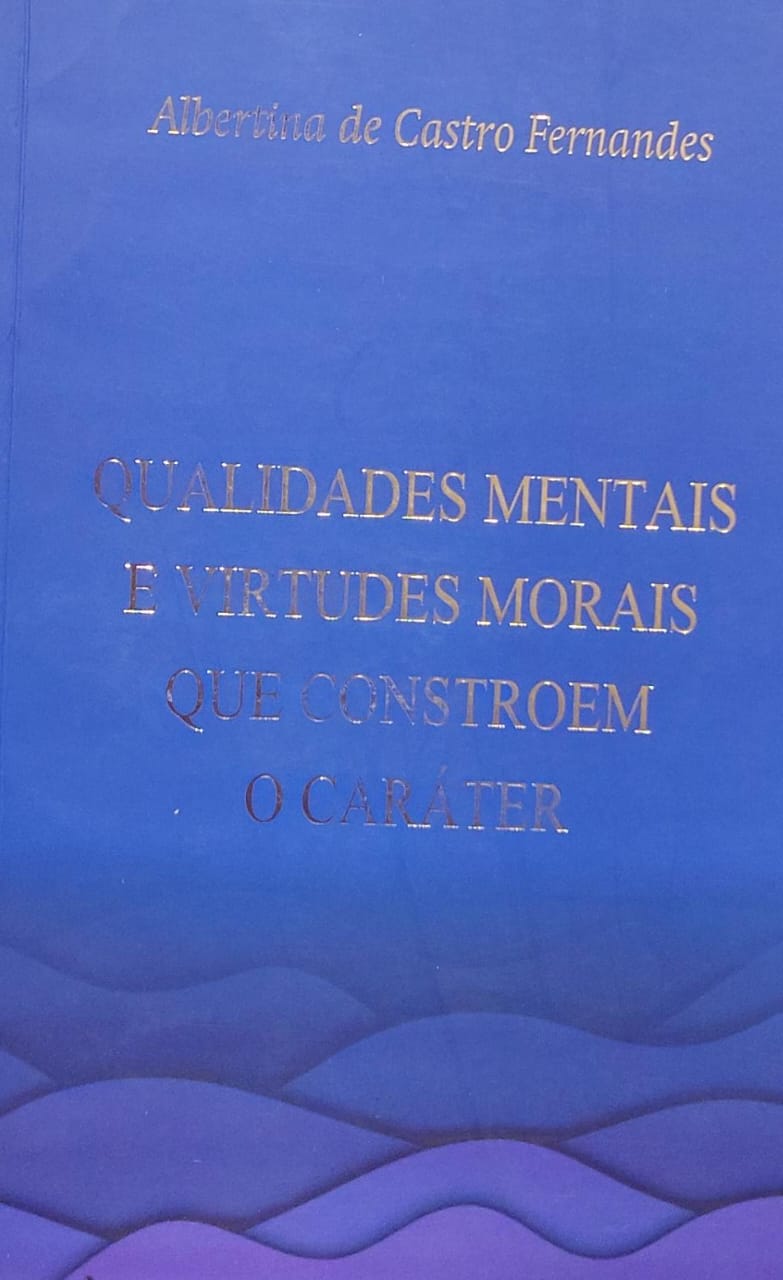 Albertina de Castro Fernandes
QUALIDADES MENTAIS
E VIRTUDES MORAIS
QUE CONSTROEM
O CARÁTER